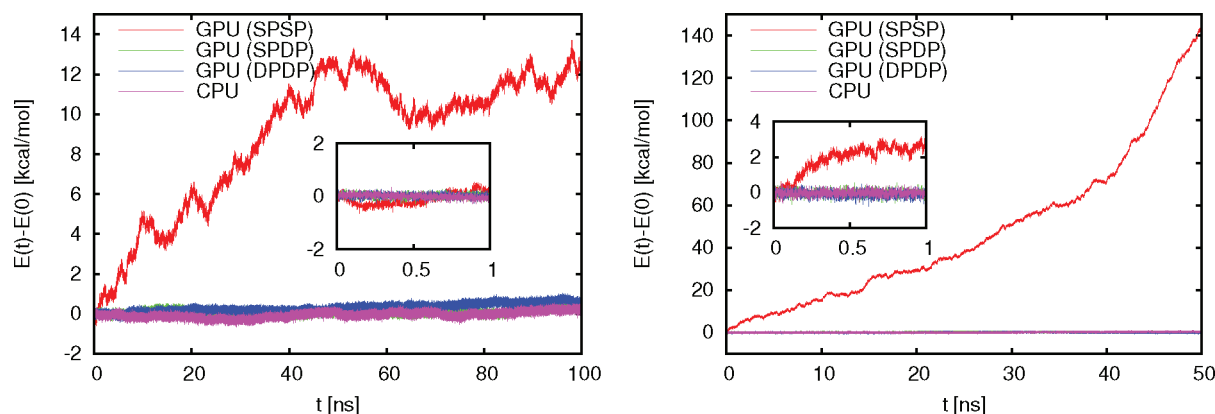 14
12
10
8
6
4
2
0
-2
E(t)-E(0) [kcal/mol]
GPU (SPSP)
GPU (SPDP)
GPU (DPDP)
CPU
2
0
-2
0 0.5 1
0 20 40 60 80 100
t [ns]
140
120
100
80
60
40
20
0
E(t)-E(0) [kcal/mol]
GPU (SPSP)
GPU (SPDP)
GPU (DPDP)
CPU
4
2
0
-2
0 0.5 1
0 10 20 30 40 50
t [ns]